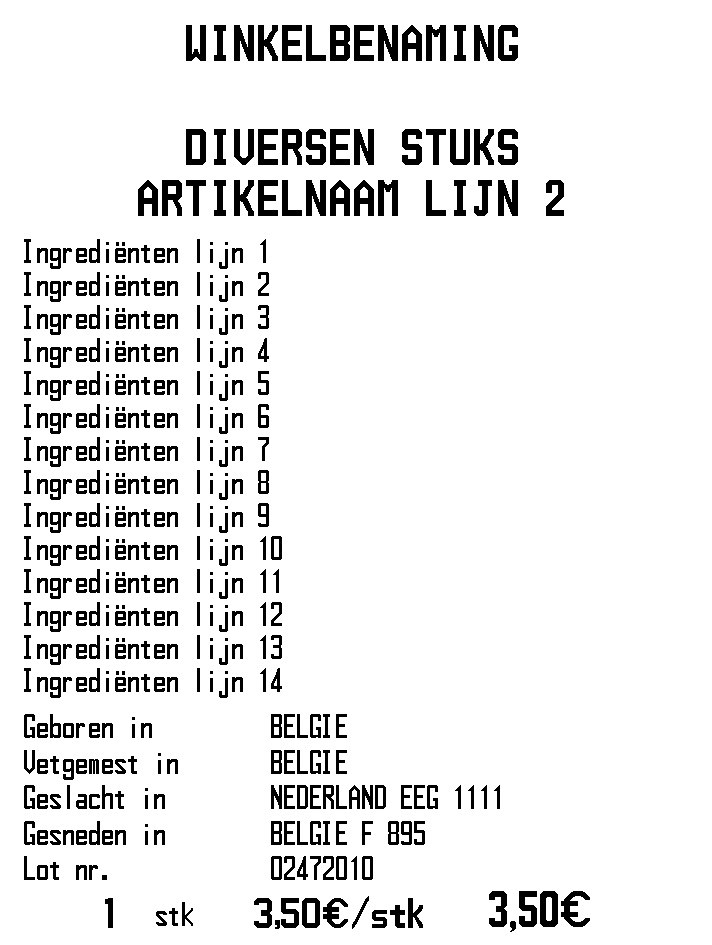 WINKELBENAMING
DIVERSEN STUKS
ARTIKELNAAM LIJN 2
Ingrediënten lijn 1
Ingrediënten lijn 2
Ingrediënten lijn 3
Ingrediënten lijn 4
Ingrediënten lijn 5
Ingrediënten lijn 6
Ingrediënten lijn 7
Ingrediënten lijn 8
Ingrediënten lijn 9
Ingrediënten lijn 10
Ingrediënten lijn 11
Ingrediënten lijn 12
Ingrediënten lijn 13
Ingrediënten lijn 14
Geboren in BELGIE
Vetgemest in BELGIE
Geslacht in NEDERLAND EEG 1111
Gesneden in BELGIE F 895
Lot nr. 02472010
1 stk 3,50€/stk 3,50€